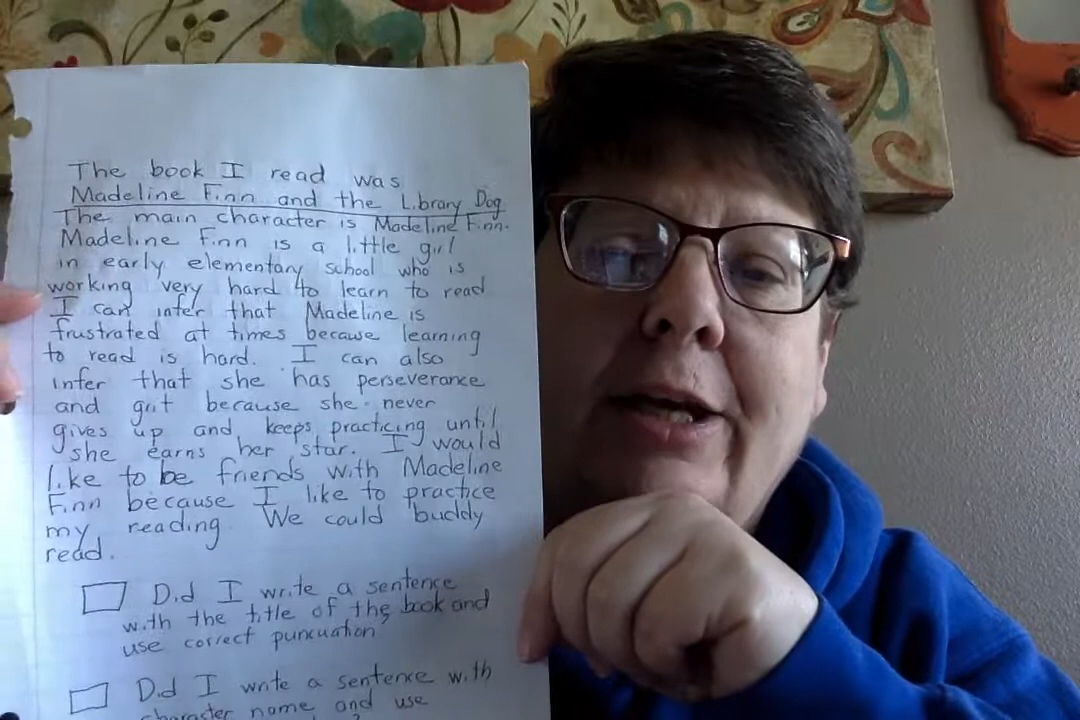 The book I read was
Madeline Finn and the Library Dog
The main character is Madeline Finn.
Madeline Finn is a little girl
in early elementary school who is
working very hard to learn to read
I can infer that Madeline is
frustrated at times because learning
to read is hard. I can also
infer that she has perseverance
and grit because she never
gives up and keeps practicing until
she earns her star. I would
like to be friends with Madeline
Finn because I like to practice
my reading. We could buddy
read.
Did I write a sentence
with the title of the book and
use correct puncuation?
Did I write a sentence with
character name and use